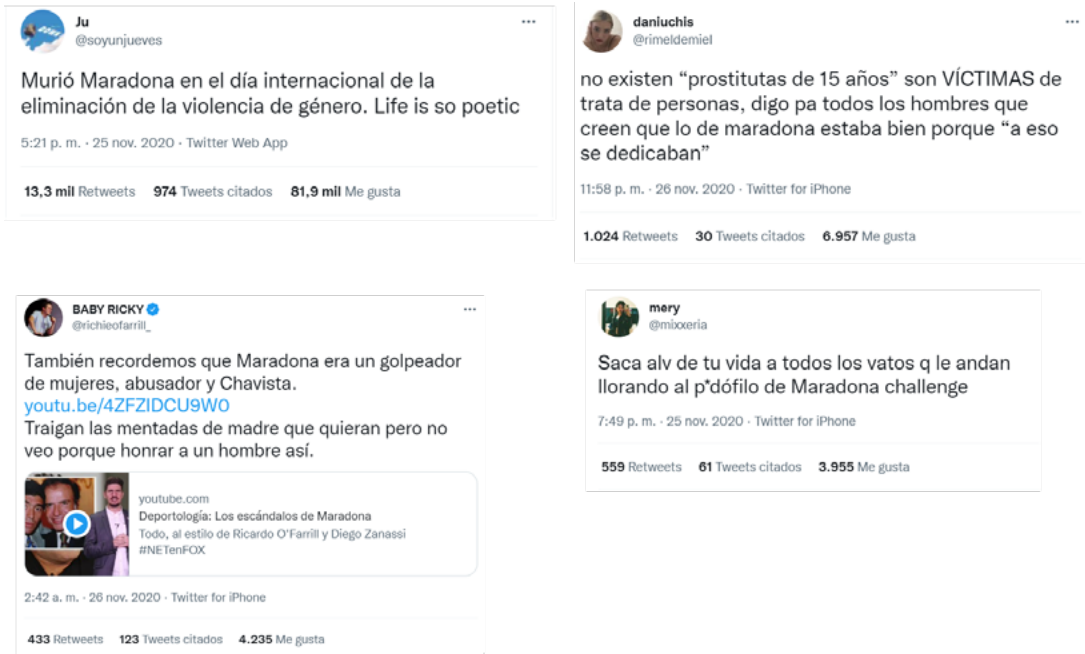 Ju
@soyunjueves
Murió Maradona en el día internacional de la
eliminación de la violencia de género. Life is so poetic
5:21 p. m. · 25 nov. 2020 · Twitter Web App
13,3 mil Retweets 974 Tweets citados 81,9 mil Me gusta
daniuchis
@rimeldemiel
no existen “prostitutas de 15 años” son VÍCTIMAS de
trata de personas, digo pa todos los hombres que
creen que lo de maradona estaba bien porque “a eso
se dedicaban”
11:58 p. m. · 26 nov. 2020 · Twitter for iPhone
1.024 Retweets 30 Tweets citados 6.957 Me gusta
BABY RICKY
@richieofarrill_
También recordemos que Maradona era un golpeador
de mujeres, abusador y Chavista.
youtu.be/4ZFZIDCU9W0
Traigan las mentadas de madre que quieran pero no
veo porque honrar a un hombre así.
youtube.com
Deportología: Los escándalos de Maradona
Todo, al estilo de Ricardo O'Farrill y Diego Zanassi
#NETenFOX
2:42 a. m. · 26 nov. 2020 · Twitter for iPhone
433 Retweets 123 Tweets citados 4.235 Me gusta
mery
@mixxeria
Saca alv de tu vida a todos los vatos q le andan
llorando al p*dófilo de Maradona challenge
7:49 p. m. · 25 nov. 2020 · Twitter for iPhone
559 Retweets 61 Tweets citados 3.955 Me gusta